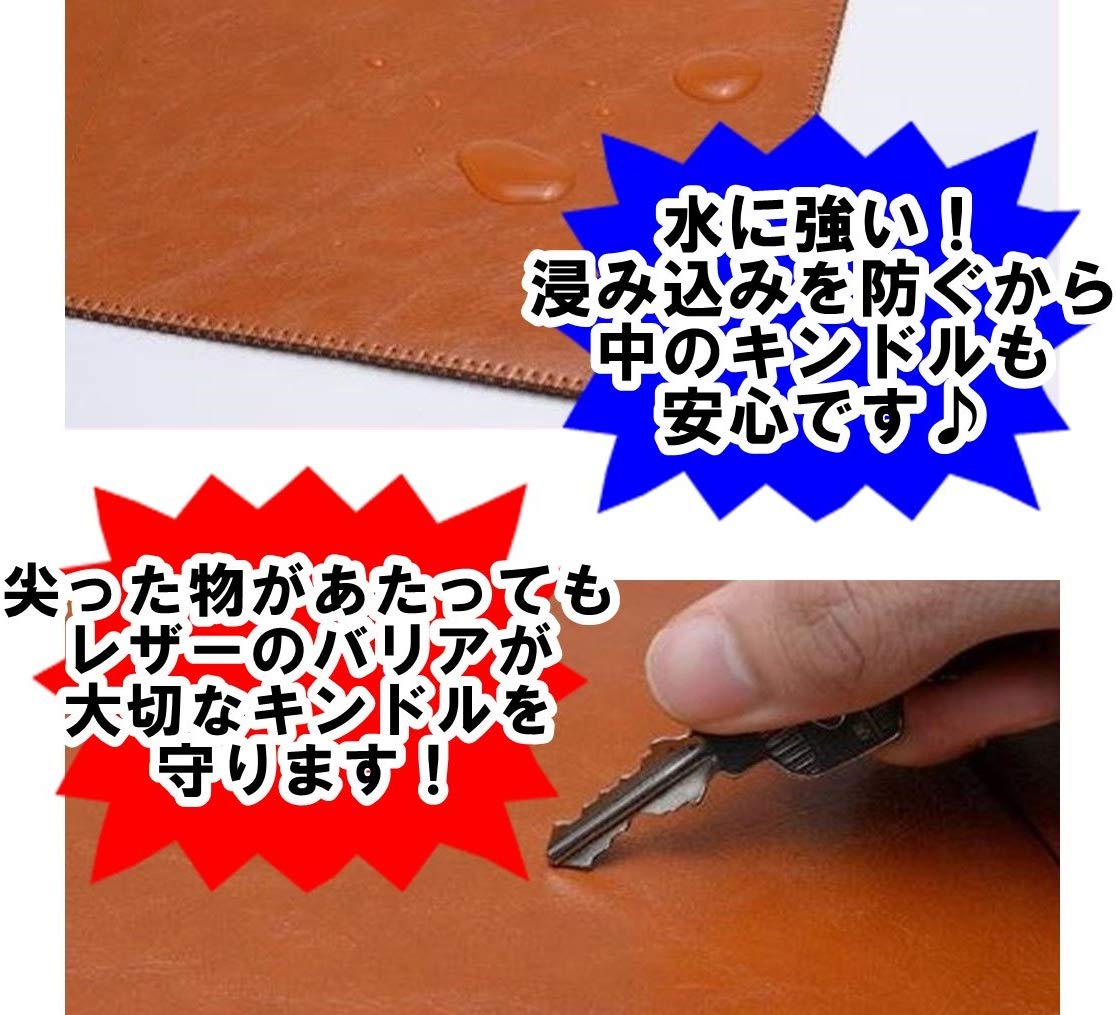 水に強い！
浸み込みを防ぐから
中のキンドルも
安心です♪
尖った物があたっても
レザーのバリアが
大切なキンドルを
守ります！